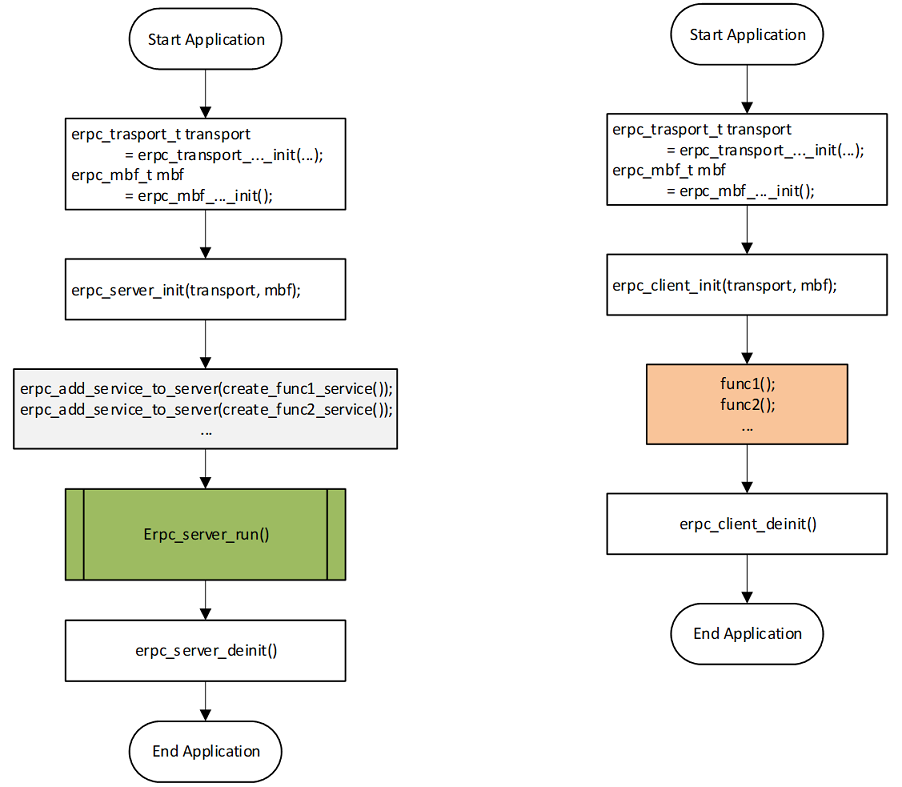 Start Application
erpc_trasport_t transport
= erpc_transport_..._init(...);
erpc_mbf_t mbf
= erpc_mbf_..._init();
erpc_server_init(transport, mbf);
erpc_add_service_to_server(create_func1_service());
erpc_add_service_to_server(create_func2_service());
...
Erpc_server_run()
erpc_server_deinit()
End Application
Start Application
erpc_trasport_t transport
= erpc_transport_..._init(...);
erpc_mbf_t mbf
= erpc_mbf_..._init();
erpc_client_init(transport, mbf);
func1();
func2();
...
erpc_client_deinit()
End Application